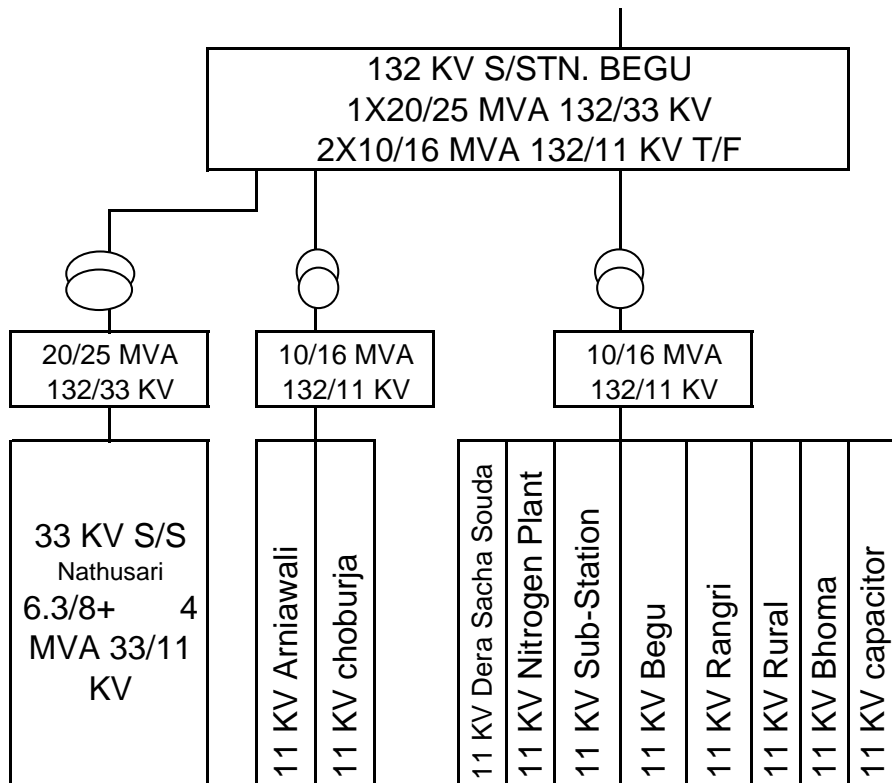 132 KV S/STN. BEGU
1X20/25 MVA 132/33 KV
2X10/16 MVA 132/11 KV T/F
20/25 MVA
132/33 KV
10/16 MVA
132/11 KV
10/16 MVA
132/11 KV
33 KV S/S
Nathusari
6.3/8+ 4
MVA 33/11
KV
11 KV Arniawali
11 KV choburja
11 KV Dera Sacha Souda
11 KV Nitrogen Plant
11 KV Sub-Station
11 KV Begu
11 KV Rangri
11 KV Rural
11 KV Bhoma
11 KV capacitor